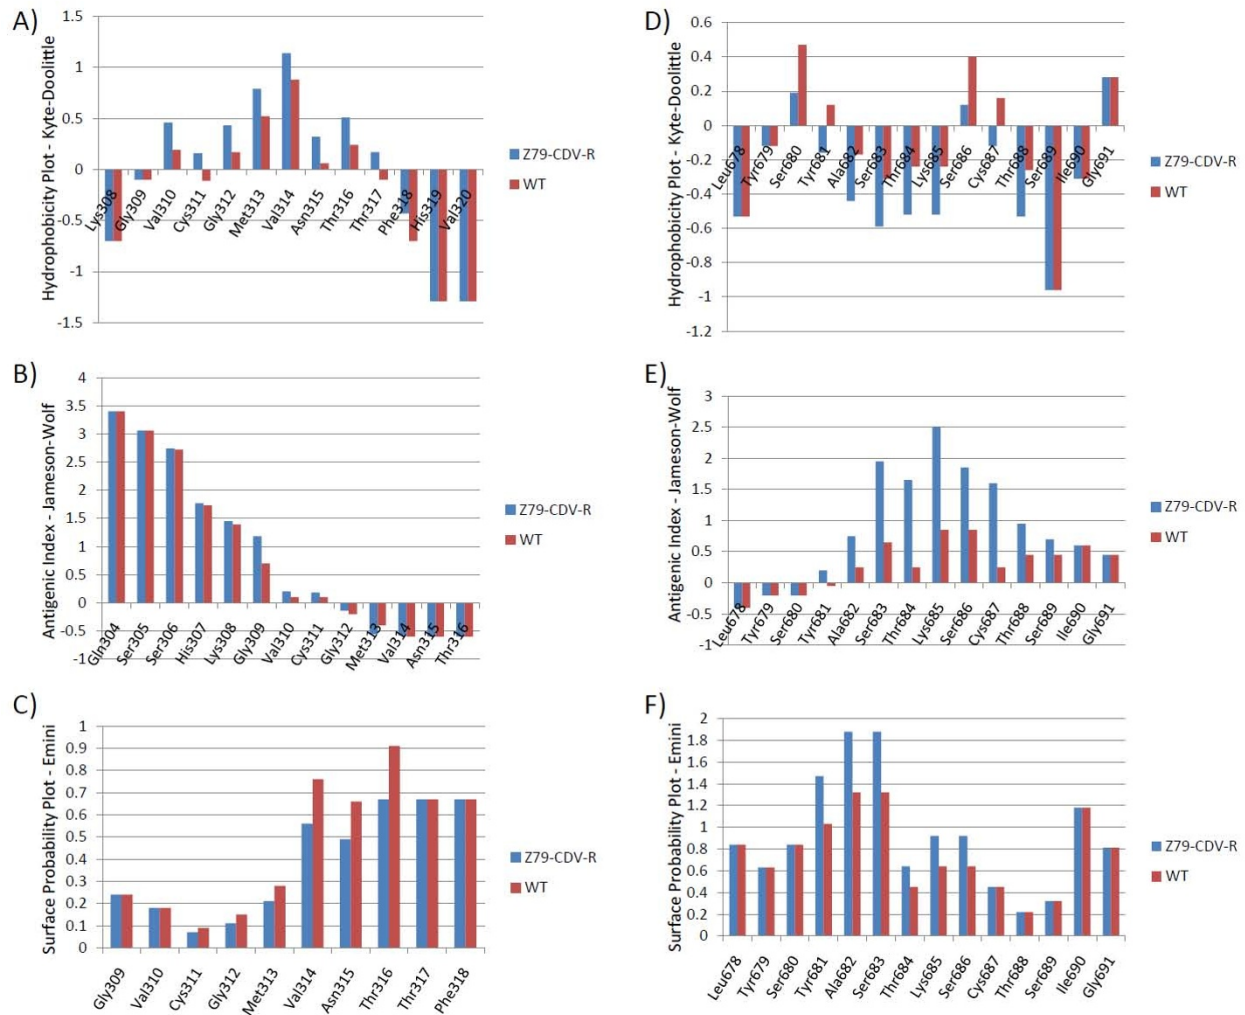 A)
Hydrophobicity Plot - Kyte-Doolittle
1.5
1
0.5
0
-0.5
-1
-1.5
Lys308
Gly309
Val310
Cys311
Gly312
Met313
Val314
Asn315
Thr316
Thr317
Phe318
His319
Val320
Z79-CDV-R
WT
B)
Antigenic Index - Jameson-Wolf
4
3.5
3
2.5
2
1.5
1
0.5
0
-0.5
-1
Gln304
Ser305
Ser306
His307
Lys308
Gly309
Val310
Cys311
Gly312
Met313
Val314
Asn315
Thr316
Z79-CDV-R
WT
C)
Surface Probability Plot - Emini
1
0.9
0.8
0.7
0.6
0.5
0.4
0.3
0.2
0.1
0
Gly309
Val310
Cys311
Gly312
Met313
Val314
Asn315
Thr316
Thr317
Phe318
Z79-CDV-R
WT
D)
Hydrophobicity Plot - Kyte-Doolittle
0.6
0.4
0.2
0
-0.2
-0.4
-0.6
-0.8
-1
-1.2
Leu678
Tyr679
Ser680
Tyr681
Ala682
Ser683
Thr684
Lys685
Ser686
Cys687
Thr688
Ser689
Ile690
Gly691
Z79-CDV-R
WT
E)
Antigenic Index - Jameson-Wolf
3
2.5
2
1.5
1
0.5
0
-0.5
-1
Leu678
Tyr679
Ser680
Tyr681
Ala682
Ser683
Thr684
Lys685
Ser686
Cys687
Thr688
Ser689
Ile690
Gly691
Z79-CDV-R
WT
F)
Surface Probability Plot - Emini
2
1.8
1.6
1.4
1.2
1
0.8
0.6
0.4
0.2
0
Leu678
Tyr679
Ser680
Tyr681
Ala682
Ser683
Thr684
Lys685
Ser686
Cys687
Thr688
Ser689
Ile690
Gly691
Z79-CDV-R
WT